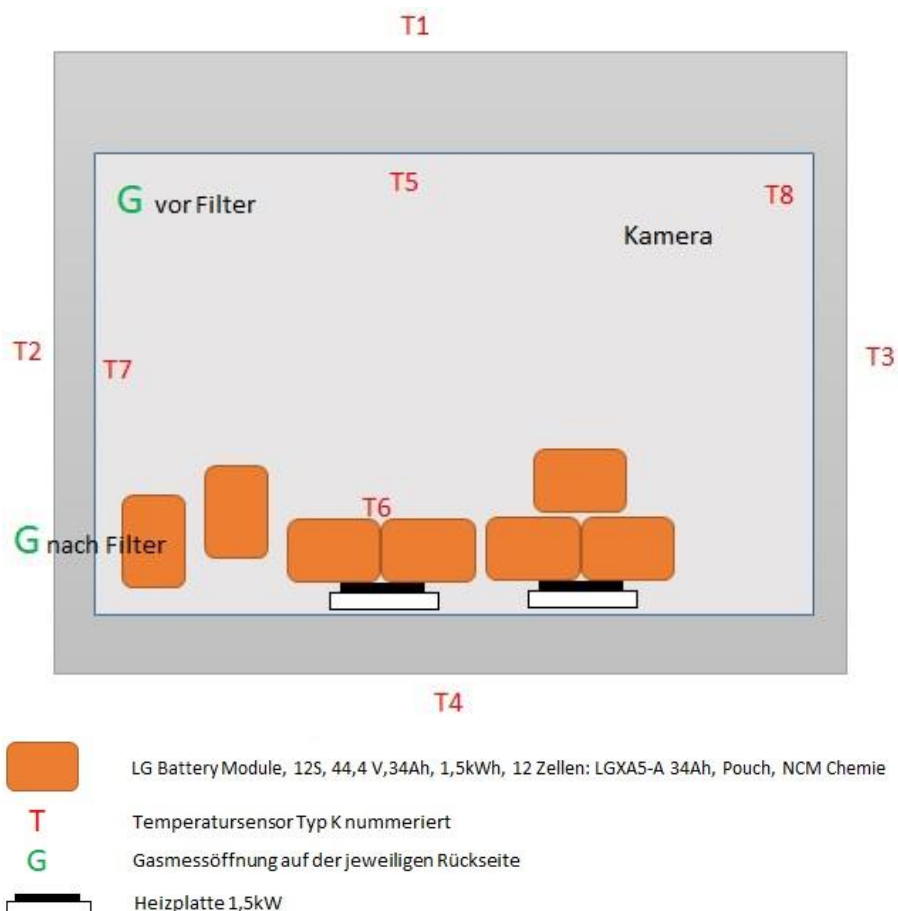 T1
T5
G vor Filter
T8
Kamera
T2
T7
T3
T6
G nach Filter
T4
LG Battery Module, 12S, 44,4 V,34Ah, 1,5kWh, 12 Zellen: LGXA5-A 34Ah, Pouch, NCM Chemie
T Temperatursensor Typ K nummeriert
G Gasmessöffnung auf der jeweiligen Rückseite
Heizplatte 1,5kW